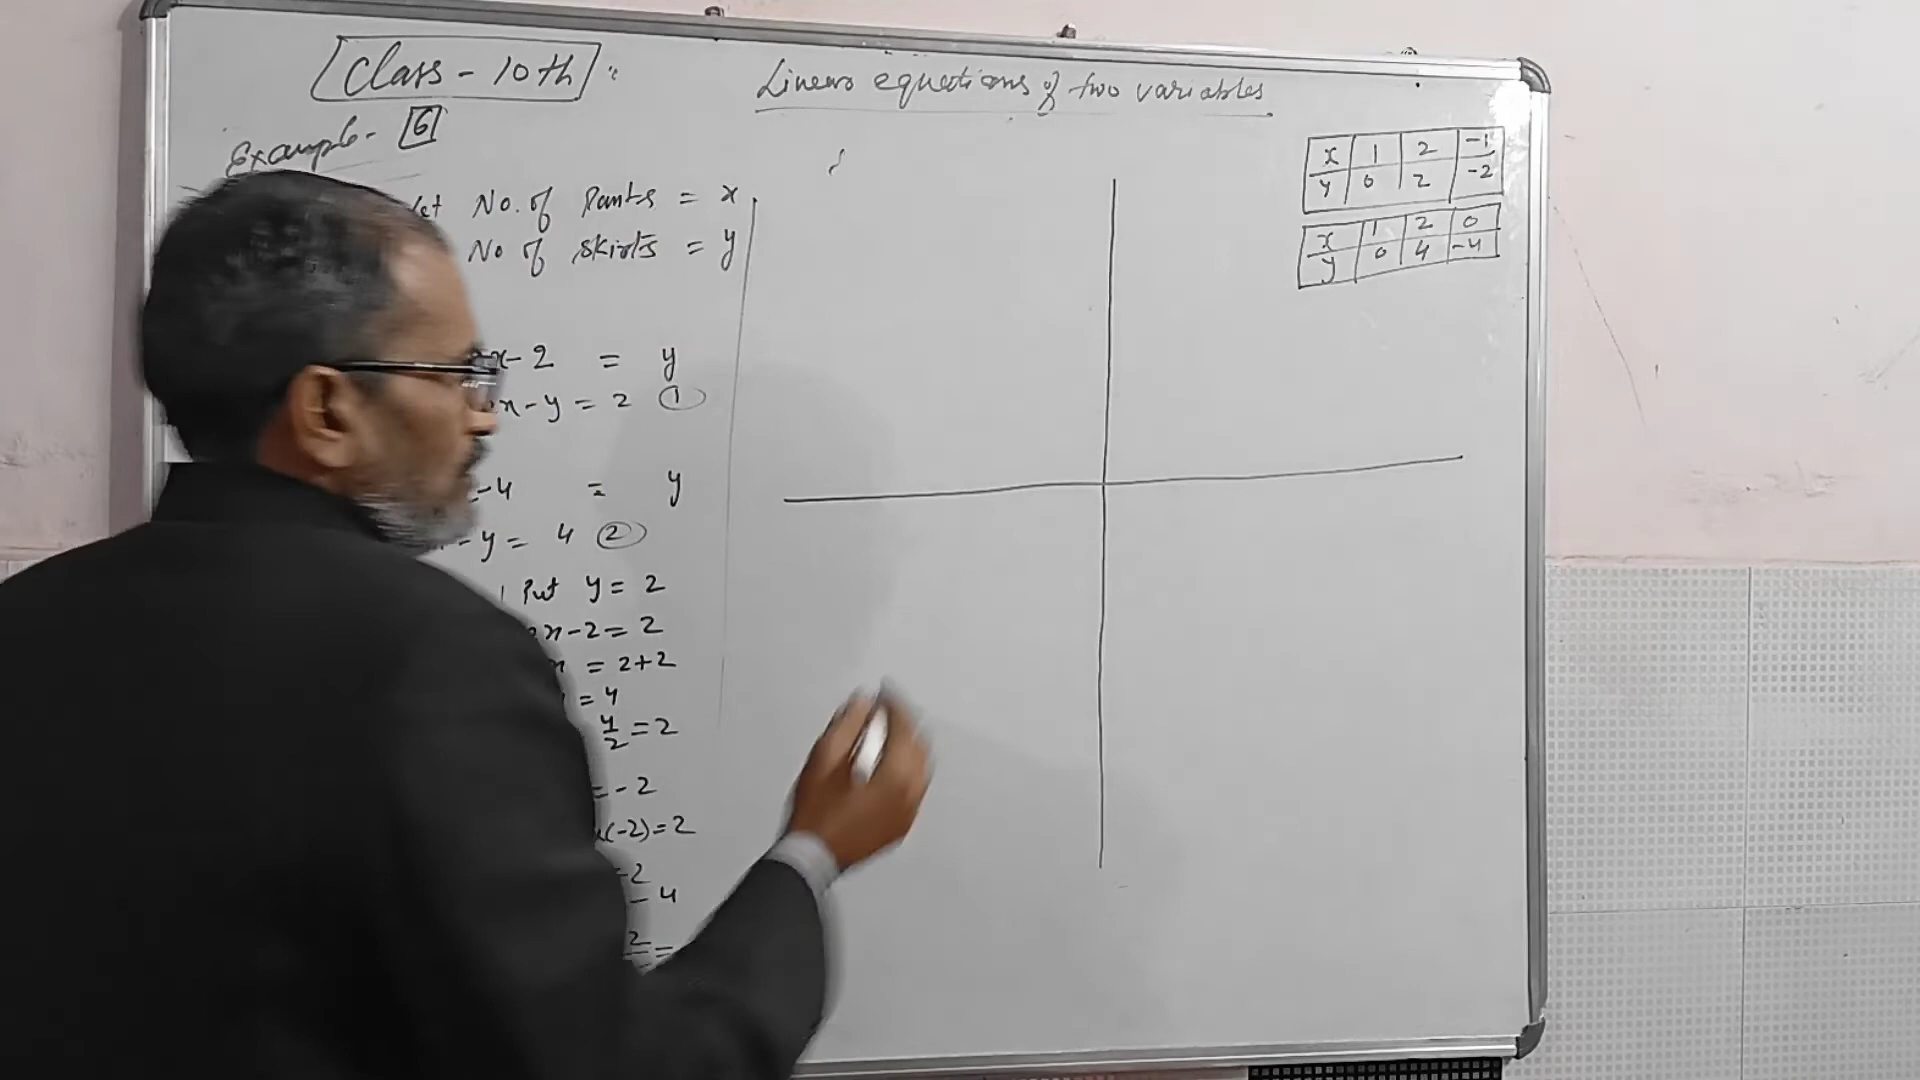 Class - 10th :
Linear equations of two variables
Example - 6
Let No. of Pants = x
No of skirts = y
x - 2 = y
x - y = 2 ①
- 4 = y
- y = 4 ②
Put y = 2
x - 2 = 2
= 2 + 2
= 4
4/2 = 2
= - 2
(-2) = 2
-2
- 4
2
x 1 2 -1
y 0 2 -2
x 1 2 0
y 0 4 -4